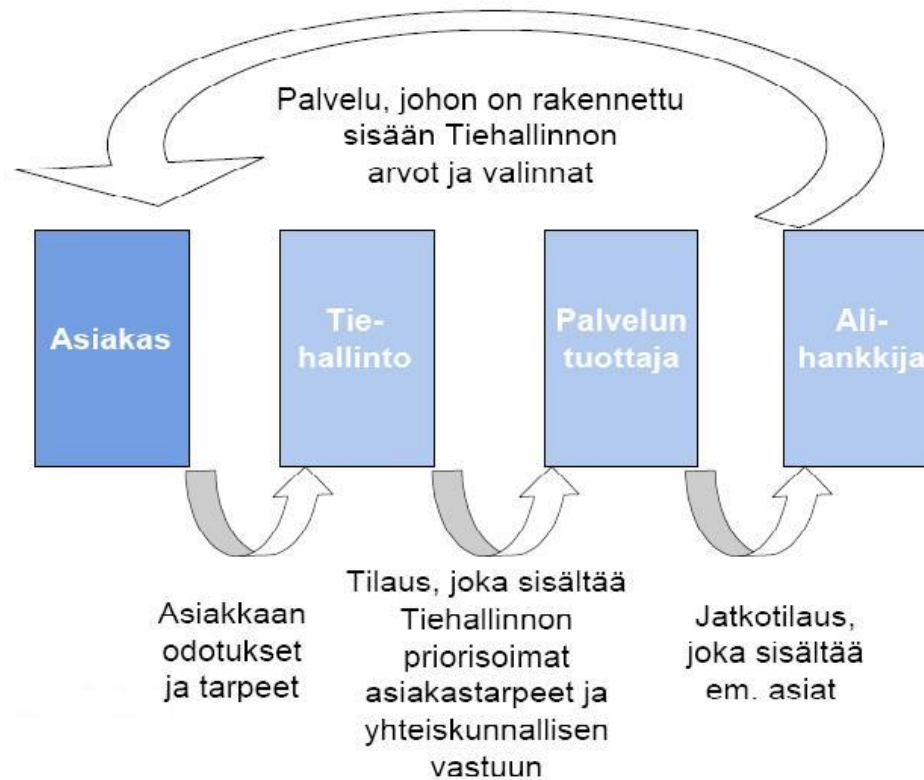 Palvelu, johon on rakennettu
sisään Tiehallinnon
arvot ja valinnat
Asiakas
Tie-
hallinto
Palvelun
tuottaja
Ali-
hankkija
Asiakkaan
odotukset
ja tarpeet
Tilaus, joka sisältää
Tiehallinnon
priorisoimat
asiakastarpeet ja
yhteiskunnallisen
vastuun
Jatkotilaus,
joka sisältää
em. asiat